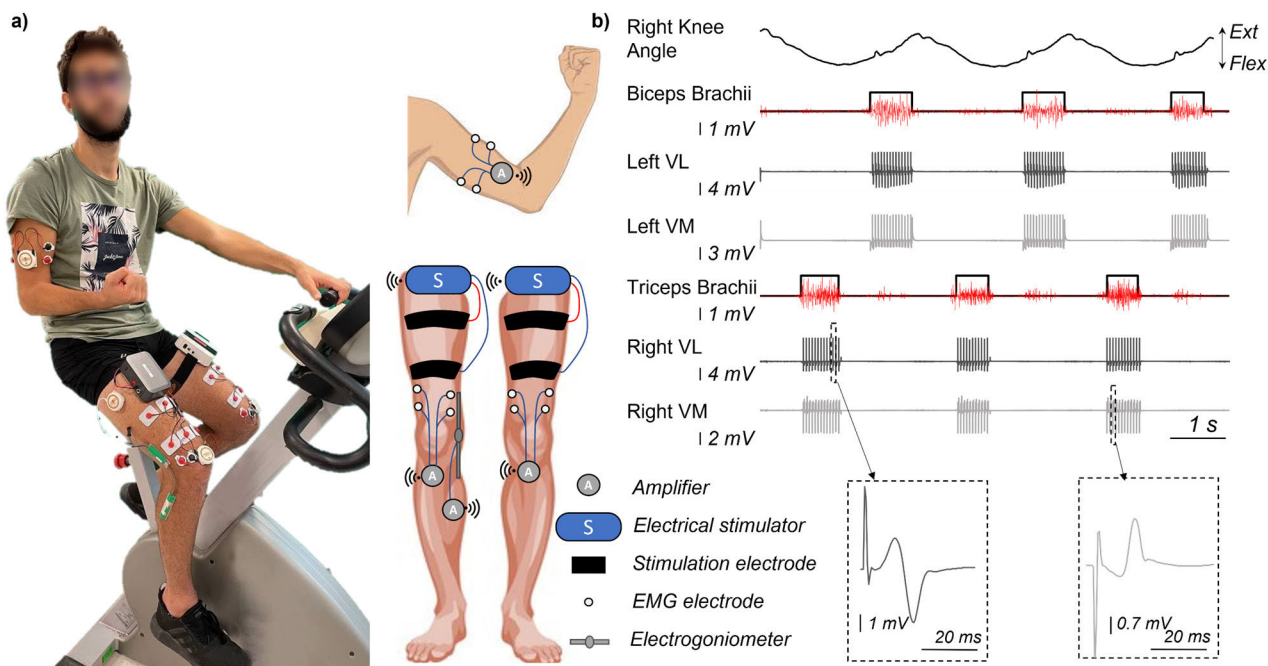 a)
A
S
S
A
A
A
A Amplifier
S Electrical stimulator
Stimulation electrode
EMG electrode
Electrogoniometer
b)
Right Knee
Angle
Ext
Flex
Biceps Brachii
1 mV
Left VL
4 mV
Left VM
3 mV
Triceps Brachii
1 mV
Right VL
4 mV
Right VM
2 mV
1 s
1 mV
20 ms
0.7 mV
20 ms